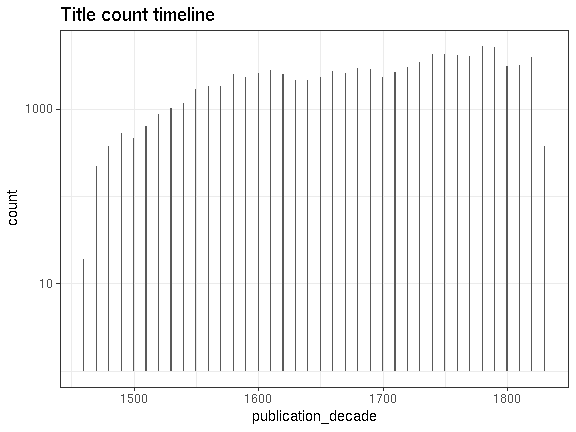 Title count timeline
1000
10
count
1500 1600 1700 1800
publication_decade